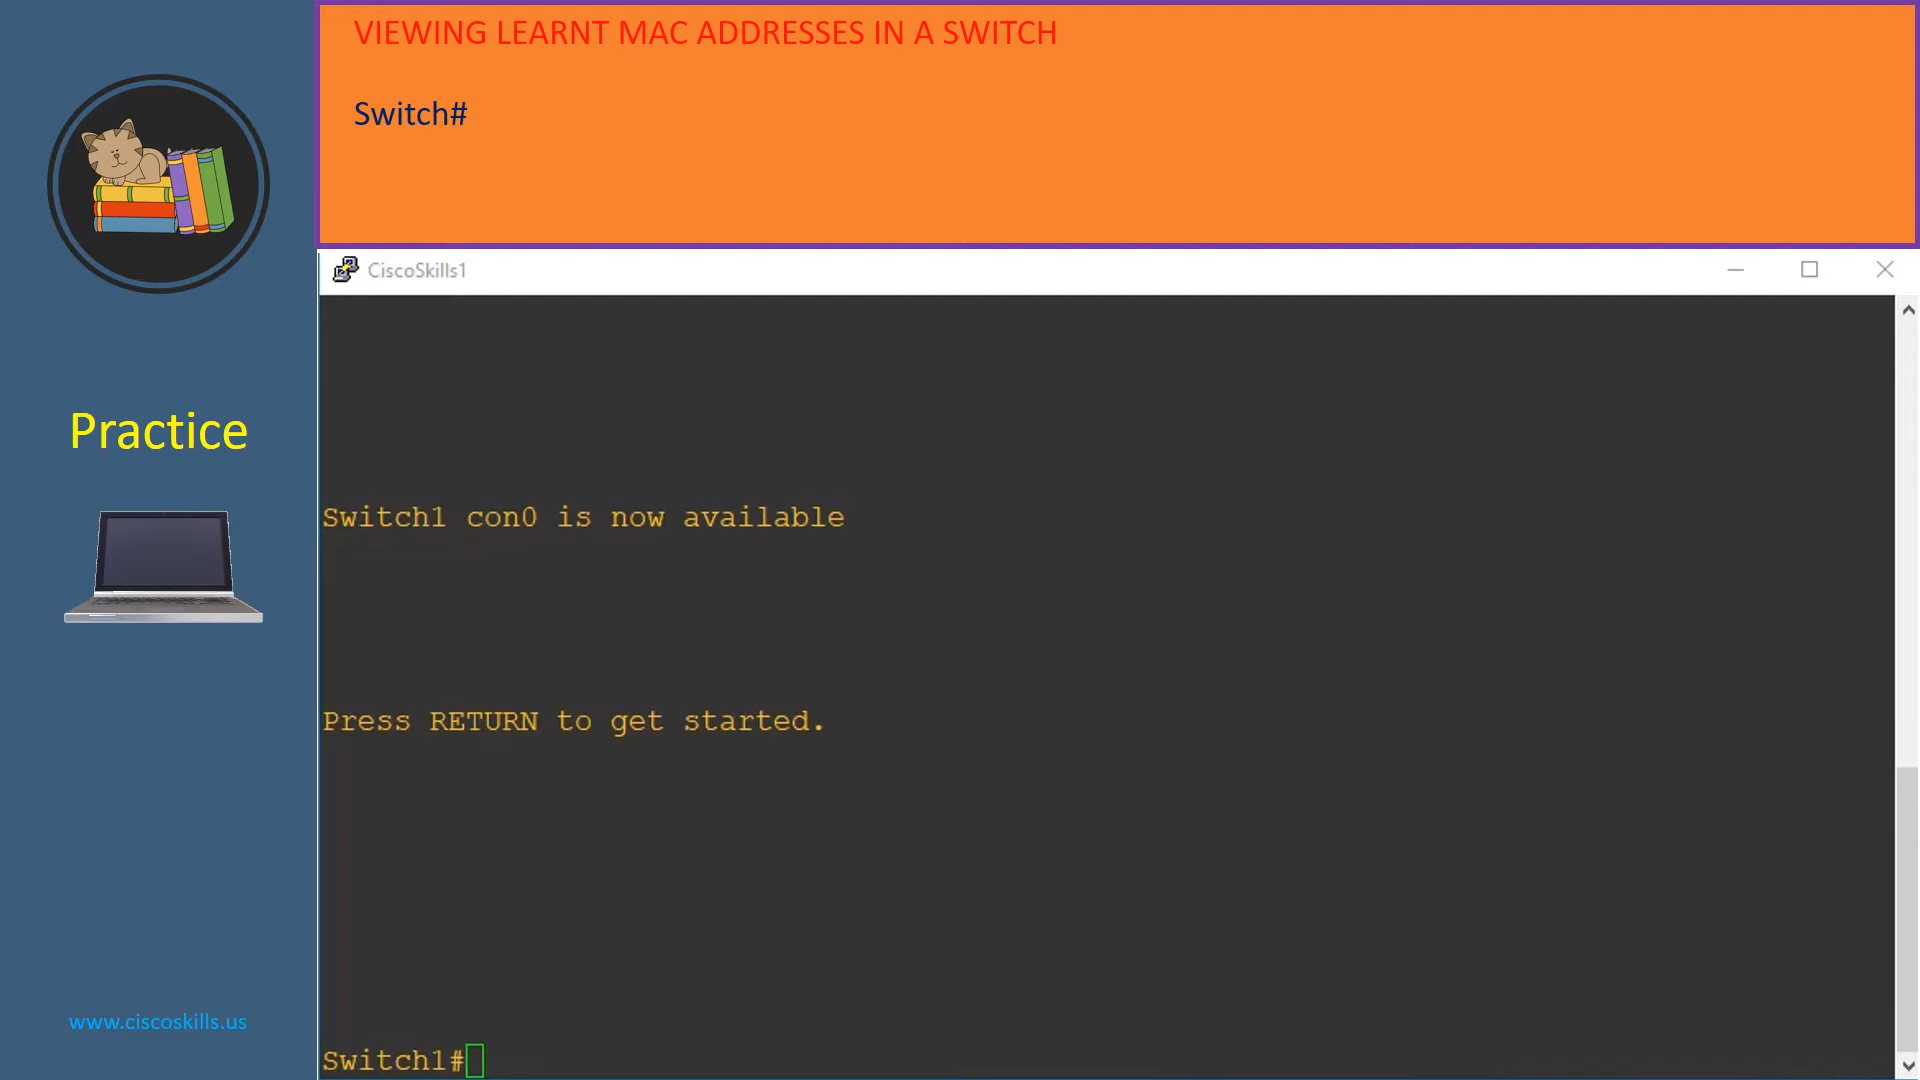 VIEWING LEARNT MAC ADDRESSES IN A SWITCH
Switch#
CiscoSkills1
Practice
Switch1 con0 is now available
Press RETURN to get started.
www.ciscoskills.us
Switch1#